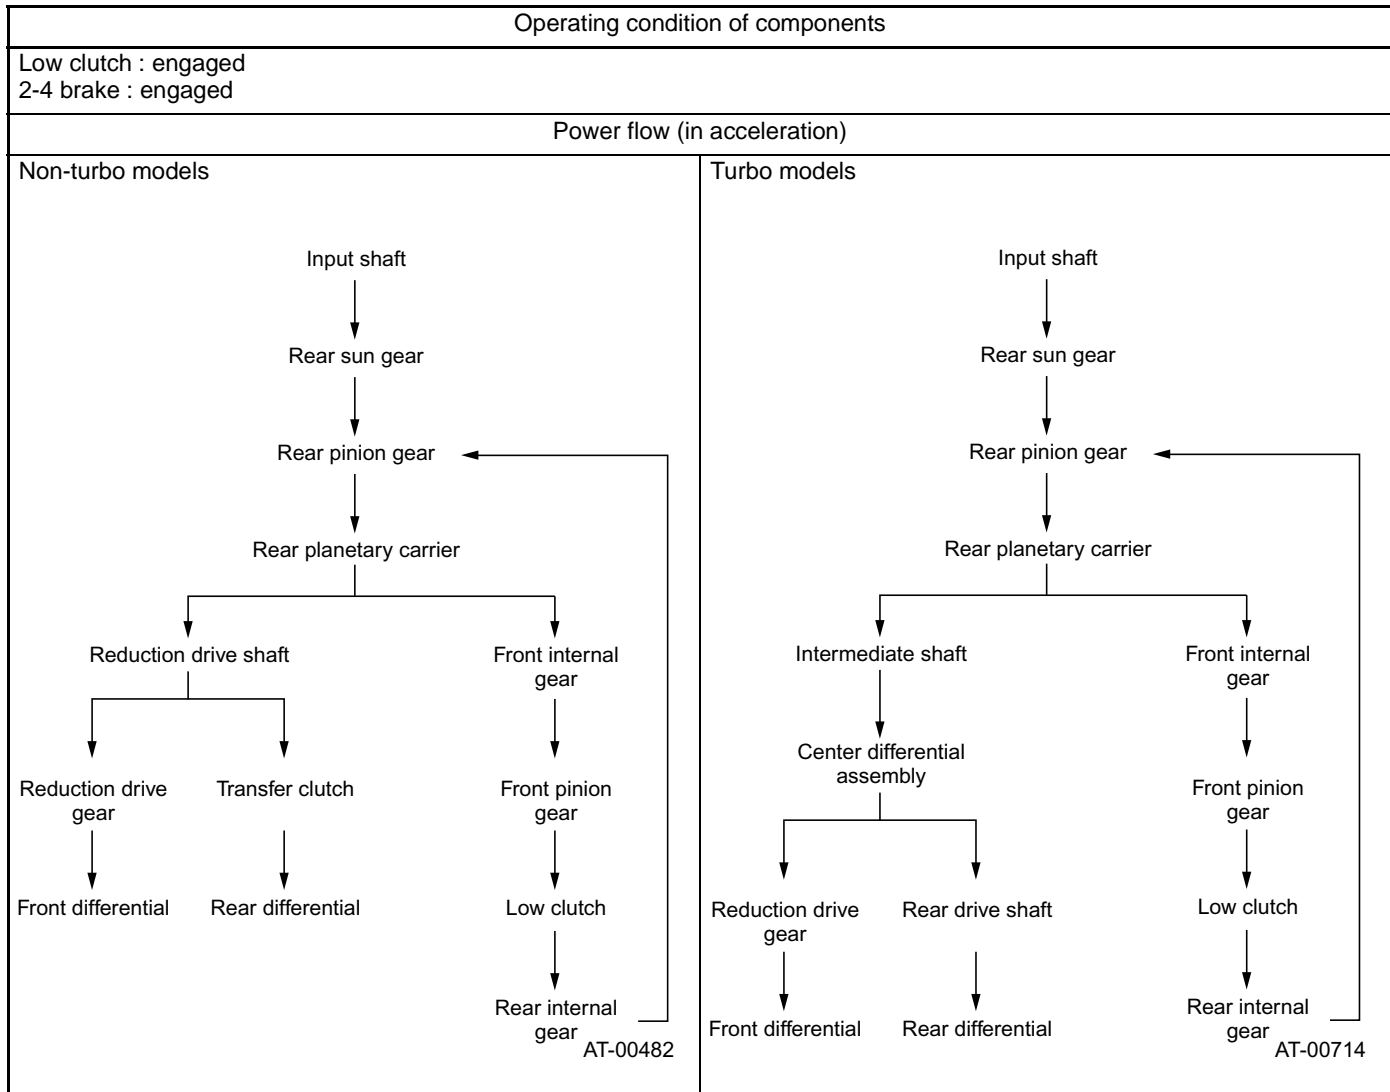 Operating condition of components
Low clutch : engaged
2-4 brake : engaged
Power flow (in acceleration)
Non-turbo models
Input shaft
Rear sun gear
Rear pinion gear
Rear planetary carrier
Reduction drive shaft
Front internal
gear
Reduction drive
gear
Transfer clutch
Front pinion
gear
Front differential
Rear differential
Low clutch
Rear internal
gear
AT-00482
Turbo models
Input shaft
Rear sun gear
Rear pinion gear
Rear planetary carrier
Intermediate shaft
Front internal
gear
Center differential
assembly
Front pinion
gear
Reduction drive
gear
Rear drive shaft
Low clutch
Front differential
Rear differential
Rear internal
gear
AT-00714